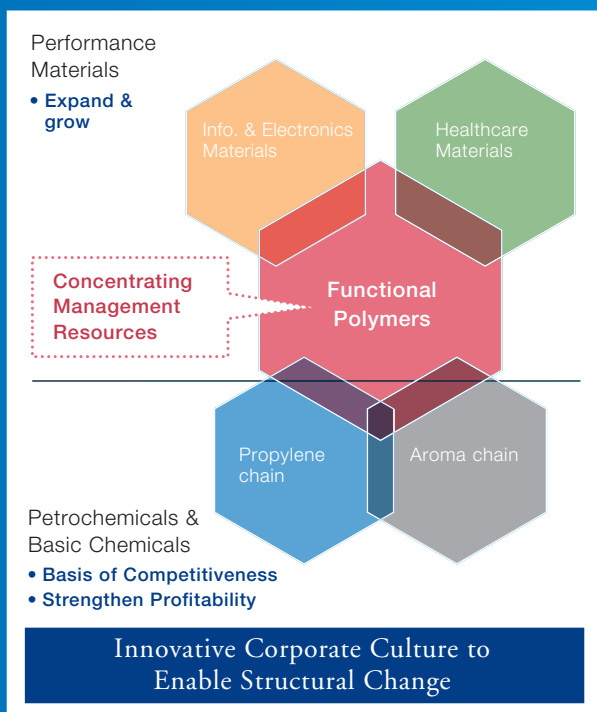 Performance
Materials
• Expand &
grow
Info. & Electronics
Materials
Healthcare
Materials
Concentrating
Management
Resources
Functional
Polymers
Propylene
chain
Aroma chain
Petrochemicals &
Basic Chemicals
• Basis of Competitiveness
• Strengthen Profitability
Innovative Corporate Culture to
Enable Structural Change